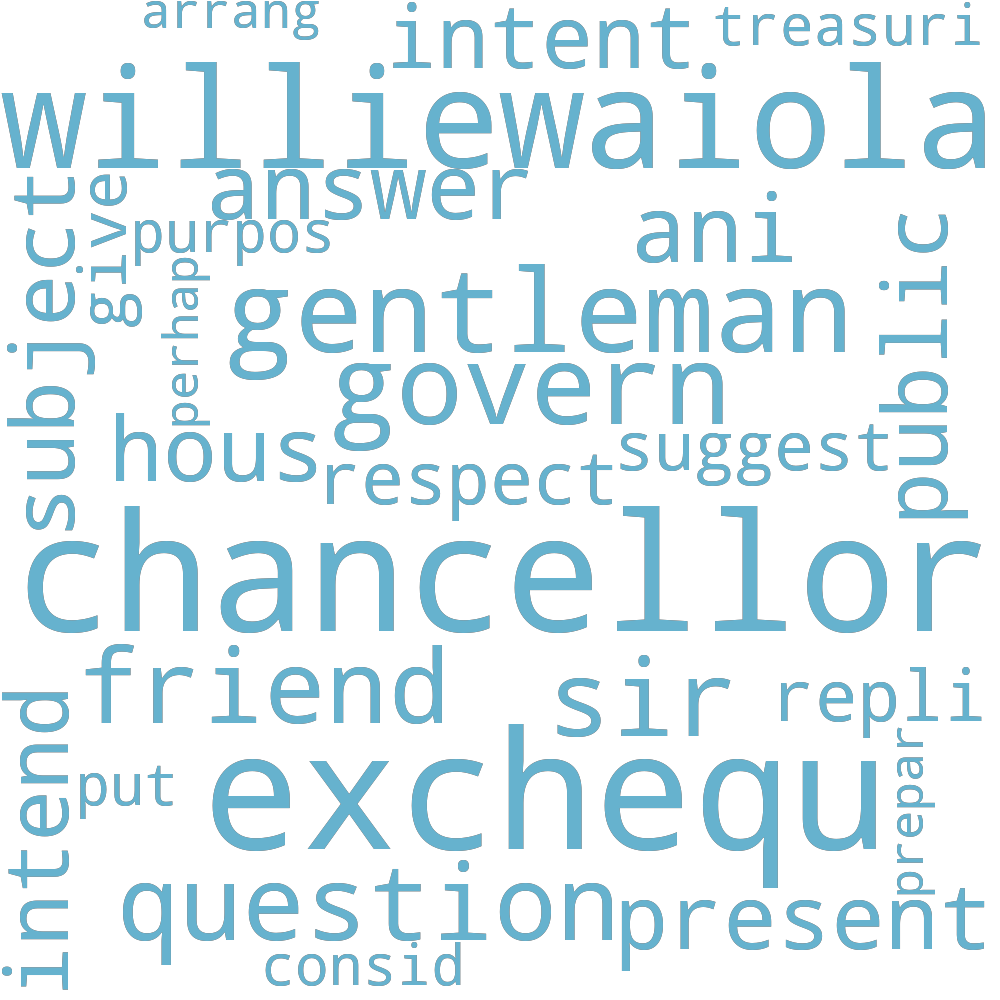 arrang
intent
treasuri
williewaiola
answer
subject
give
purpos
ani
public
perhap
gentleman
govern
hous
suggest
respect
chancellor
friend
sir
repli
intend
put
exchequ
prepar
question
present
consid